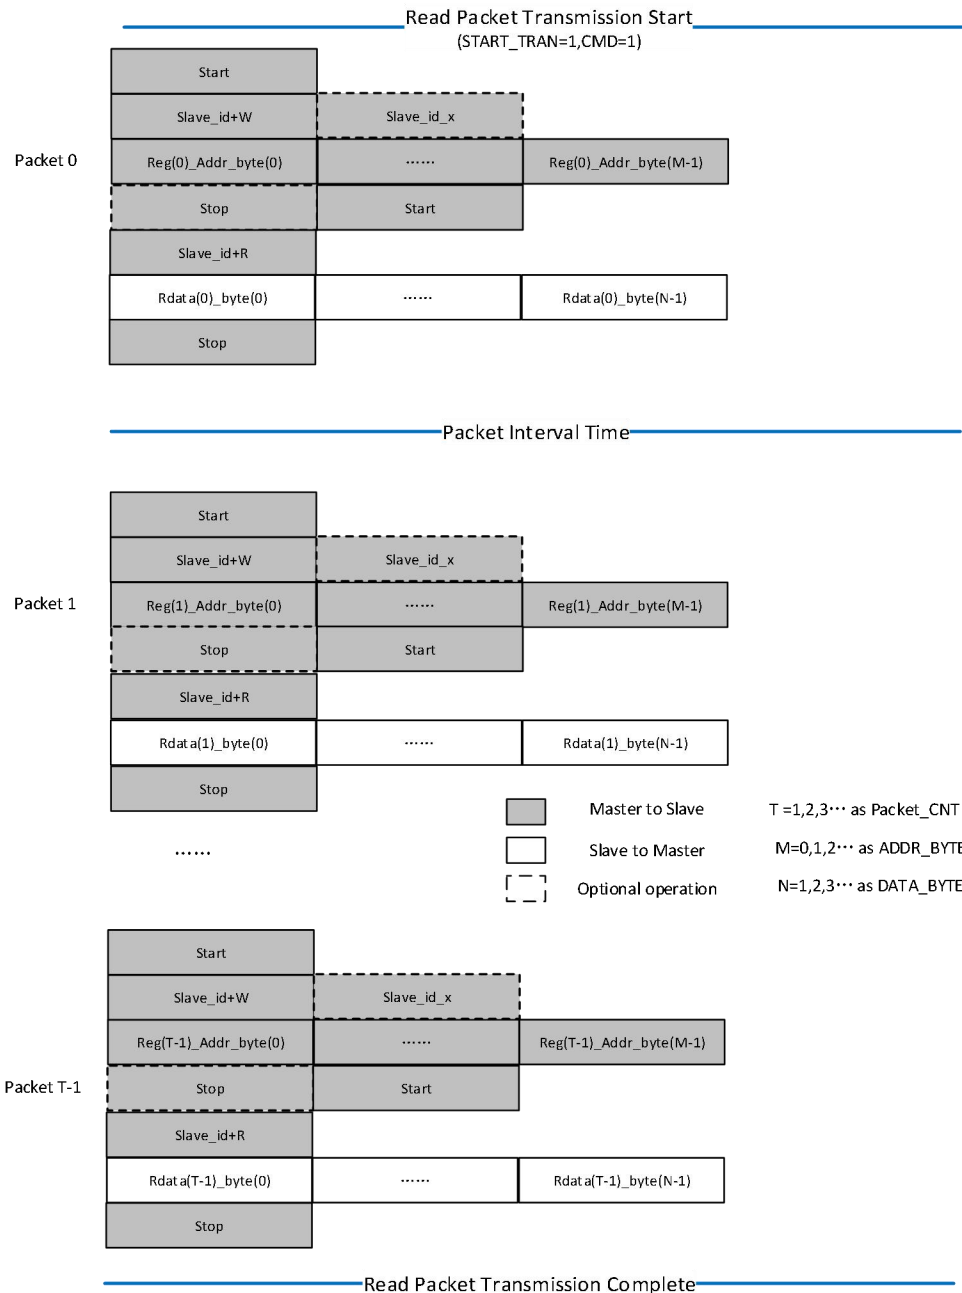 Read Packet Transmission Start
(START_TRAN=1,CMD=1)
Start
Slave_id+W Slave_id_x
Packet 0 Reg(0)_Addr_byte(0) ······ Reg(0)_Addr_byte(M-1)
Stop Start
Slave_id+R
Rdata(0)_byte(0) ······ Rdata(0)_byte(N-1)
Stop
Packet Interval Time
Start
Slave_id+W Slave_id_x
Packet 1 Reg(1)_Addr_byte(0) ······ Reg(1)_Addr_byte(M-1)
Stop Start
Slave_id+R
Rdata(1)_byte(0) ······ Rdata(1)_byte(N-1)
Stop
Master to Slave T =1,2,3··· as Packet_CNT
······ Slave to Master M=0,1,2··· as ADDR_BYTE
Optional operation N=1,2,3··· as DATA_BYTE
Start
Slave_id+W Slave_id_x
Reg(T-1)_Addr_byte(0) ······ Reg(T-1)_Addr_byte(M-1)
Packet T-1 Stop Start
Slave_id+R
Rdata(T-1)_byte(0) ······ Rdata(T-1)_byte(N-1)
Stop
Read Packet Transmission Complete